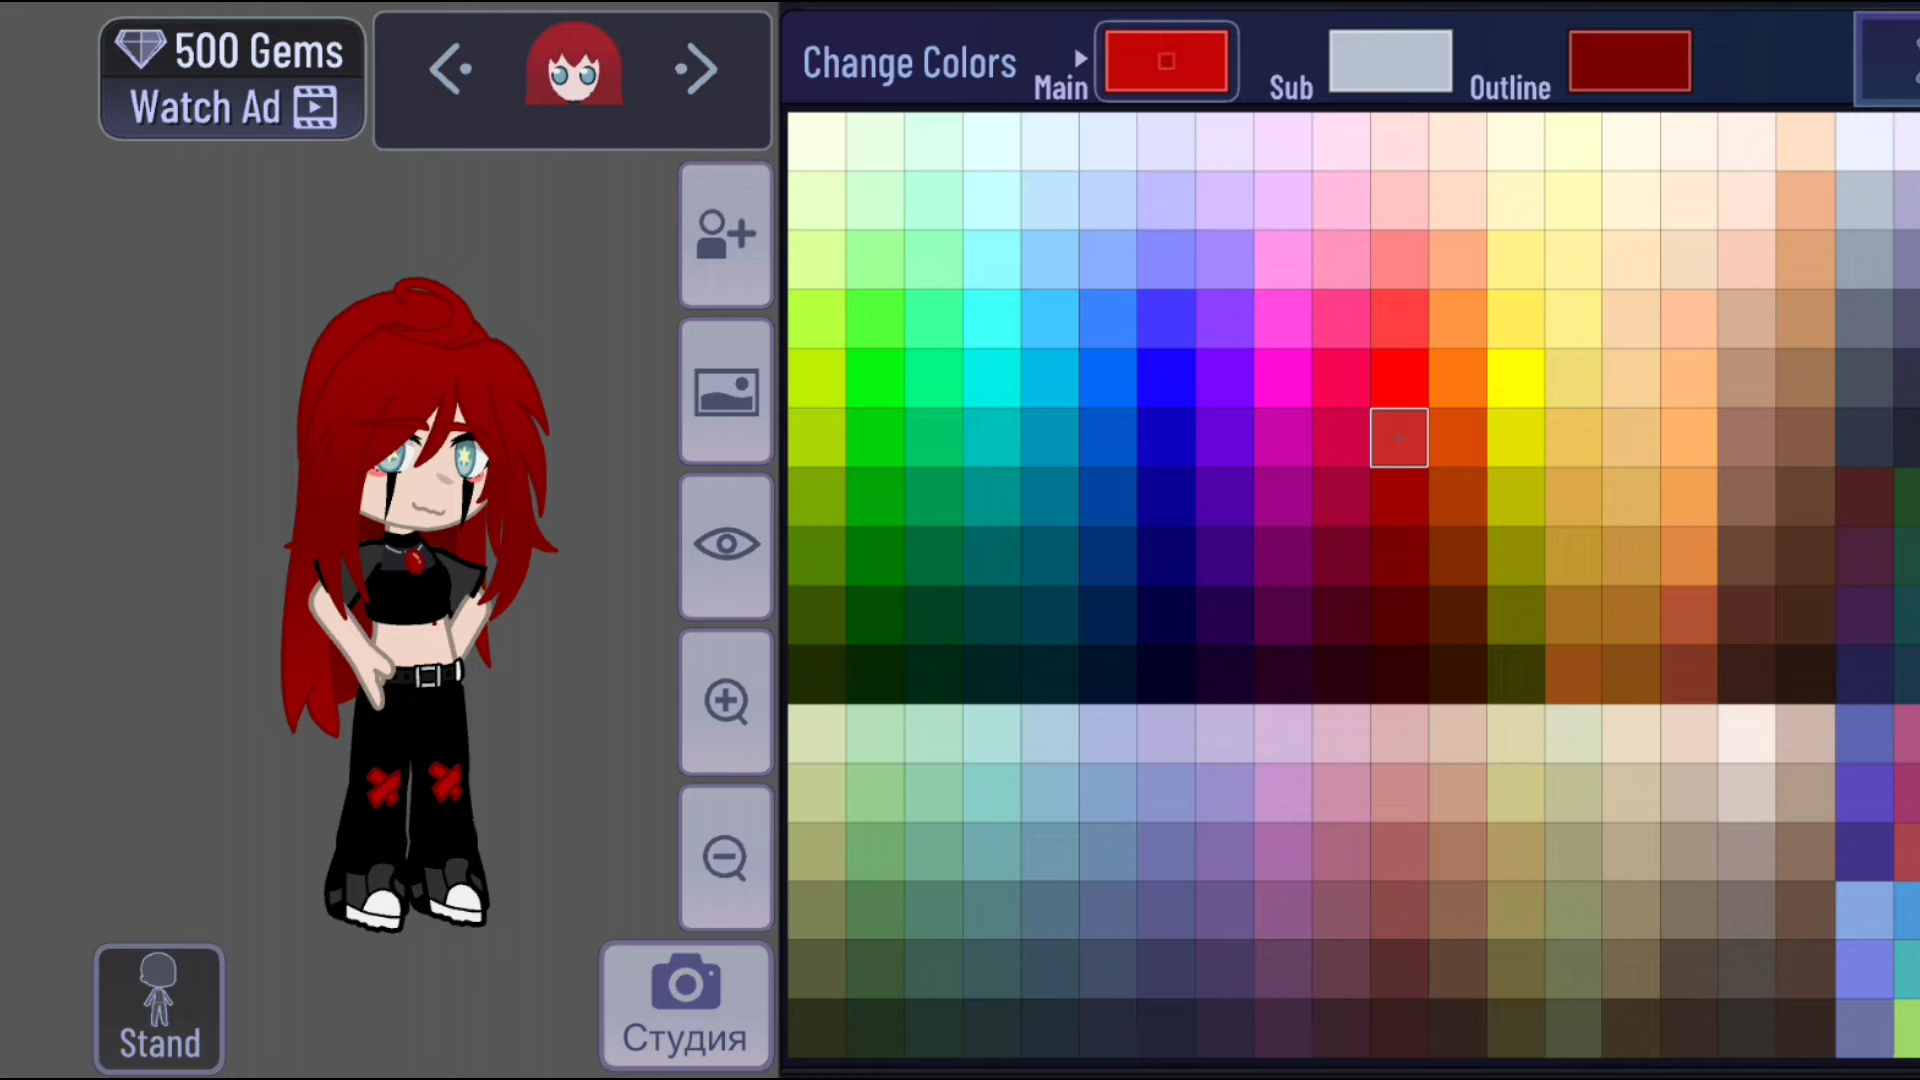 500 Gems
Watch Ad
Change Colors
Main
Sub
Outline
Stand
Студия